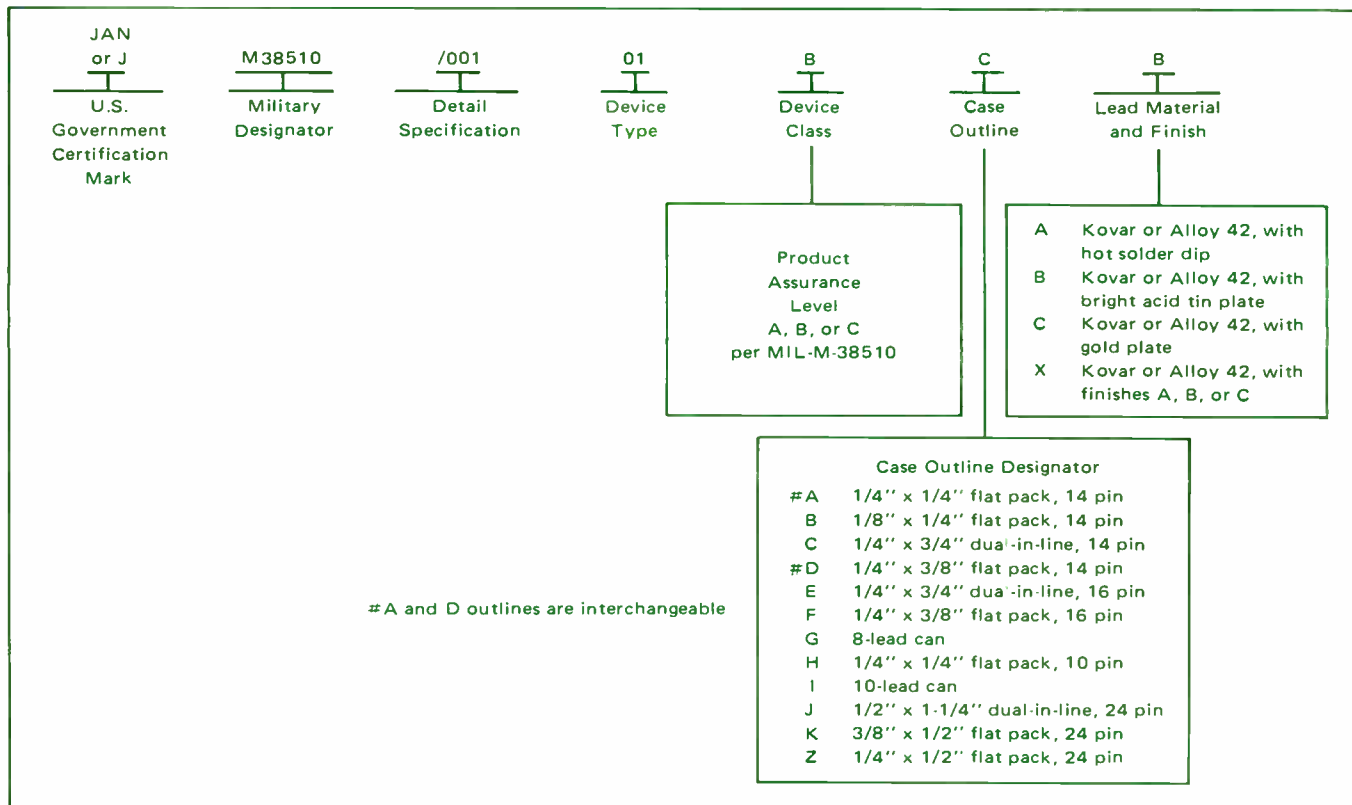 JAN
or J
M38510
/001
01
B
C
B
U.S.
Government
Certification
Mark
Military
Designator
Detail
Specification
Device
Type
Device
Class
Case
Outline
Lead Material
and Finish
Product
Assurance
Level
A, B, or C
per MIL-M-38510
A Kovar or Alloy 42, with
hot solder dip
B Kovar or Alloy 42, with
bright acid tin plate
C Kovar or Alloy 42, with
gold plate
X Kovar or Alloy 42, with
finishes A, B, or C
Case Outline Designator
#A 1/4'' x 1/4'' flat pack, 14 pin
B 1/8'' x 1/4'' flat pack, 14 pin
C 1/4'' x 3/4'' dual-in-line, 14 pin
#D 1/4'' x 3/8'' flat pack, 14 pin
E 1/4'' x 3/4'' dual-in-line, 16 pin
F 1/4'' x 3/8'' flat pack, 16 pin
G 8-lead can
H 1/4'' x 1/4'' flat pack, 10 pin
I 10-lead can
J 1/2'' x 1-1/4'' dual-in-line, 24 pin
K 3/8'' x 1/2'' flat pack, 24 pin
Z 1/4'' x 1/2'' flat pack, 24 pin
#A and D outlines are interchangeable